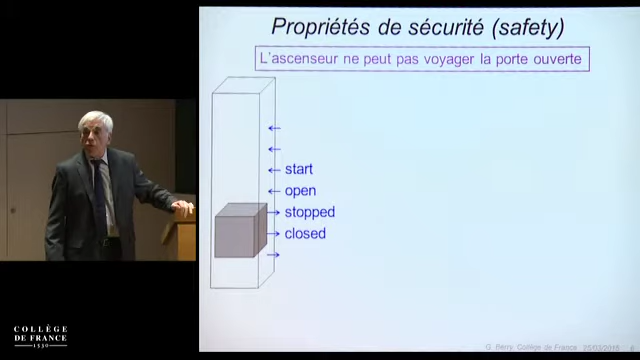 Propriétés de sécurité (safety)
L'ascenseur ne peut pas voyager la porte ouverte
start
open
stopped
closed
COLLÈGE
DE FRANCE
1530
G. Berry, Collège de France 25/03/2015 6